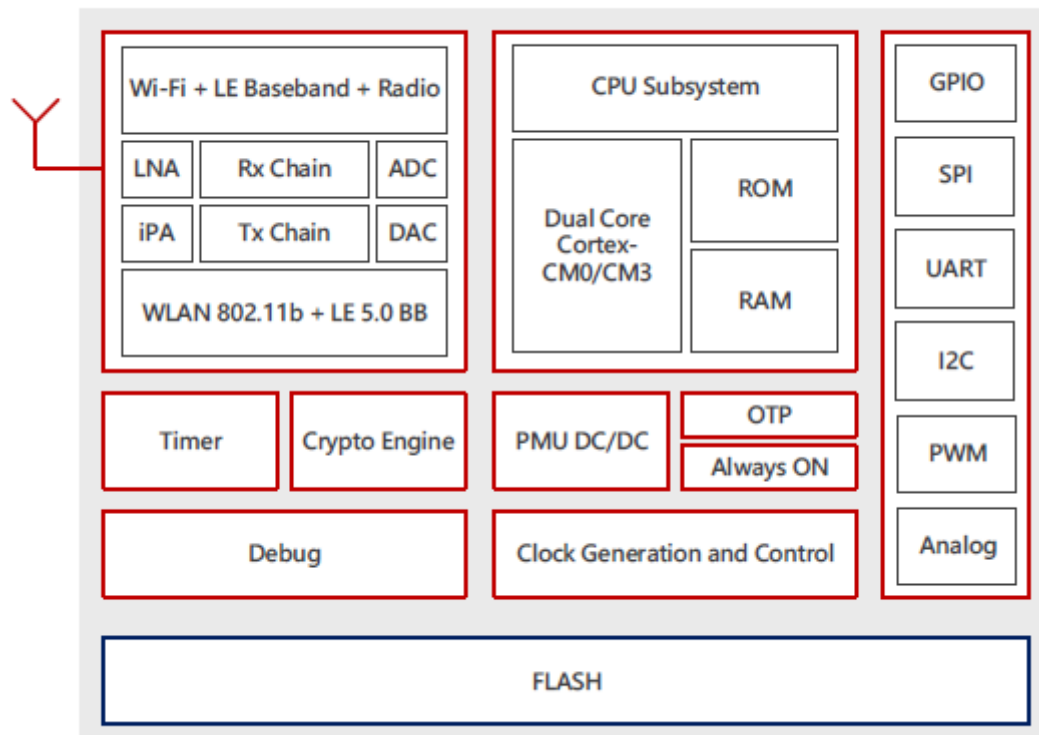 Wi-Fi + LE Baseband + Radio
LNA
Rx Chain
ADC
iPA
Tx Chain
DAC
WLAN 802.11b + LE 5.0 BB
CPU Subsystem
Dual Core
Cortex-
CM0/CM3
ROM
RAM
GPIO
SPI
UART
I2C
PWM
Analog
Timer
Crypto Engine
PMU DC/DC
OTP
Always ON
Debug
Clock Generation and Control
FLASH